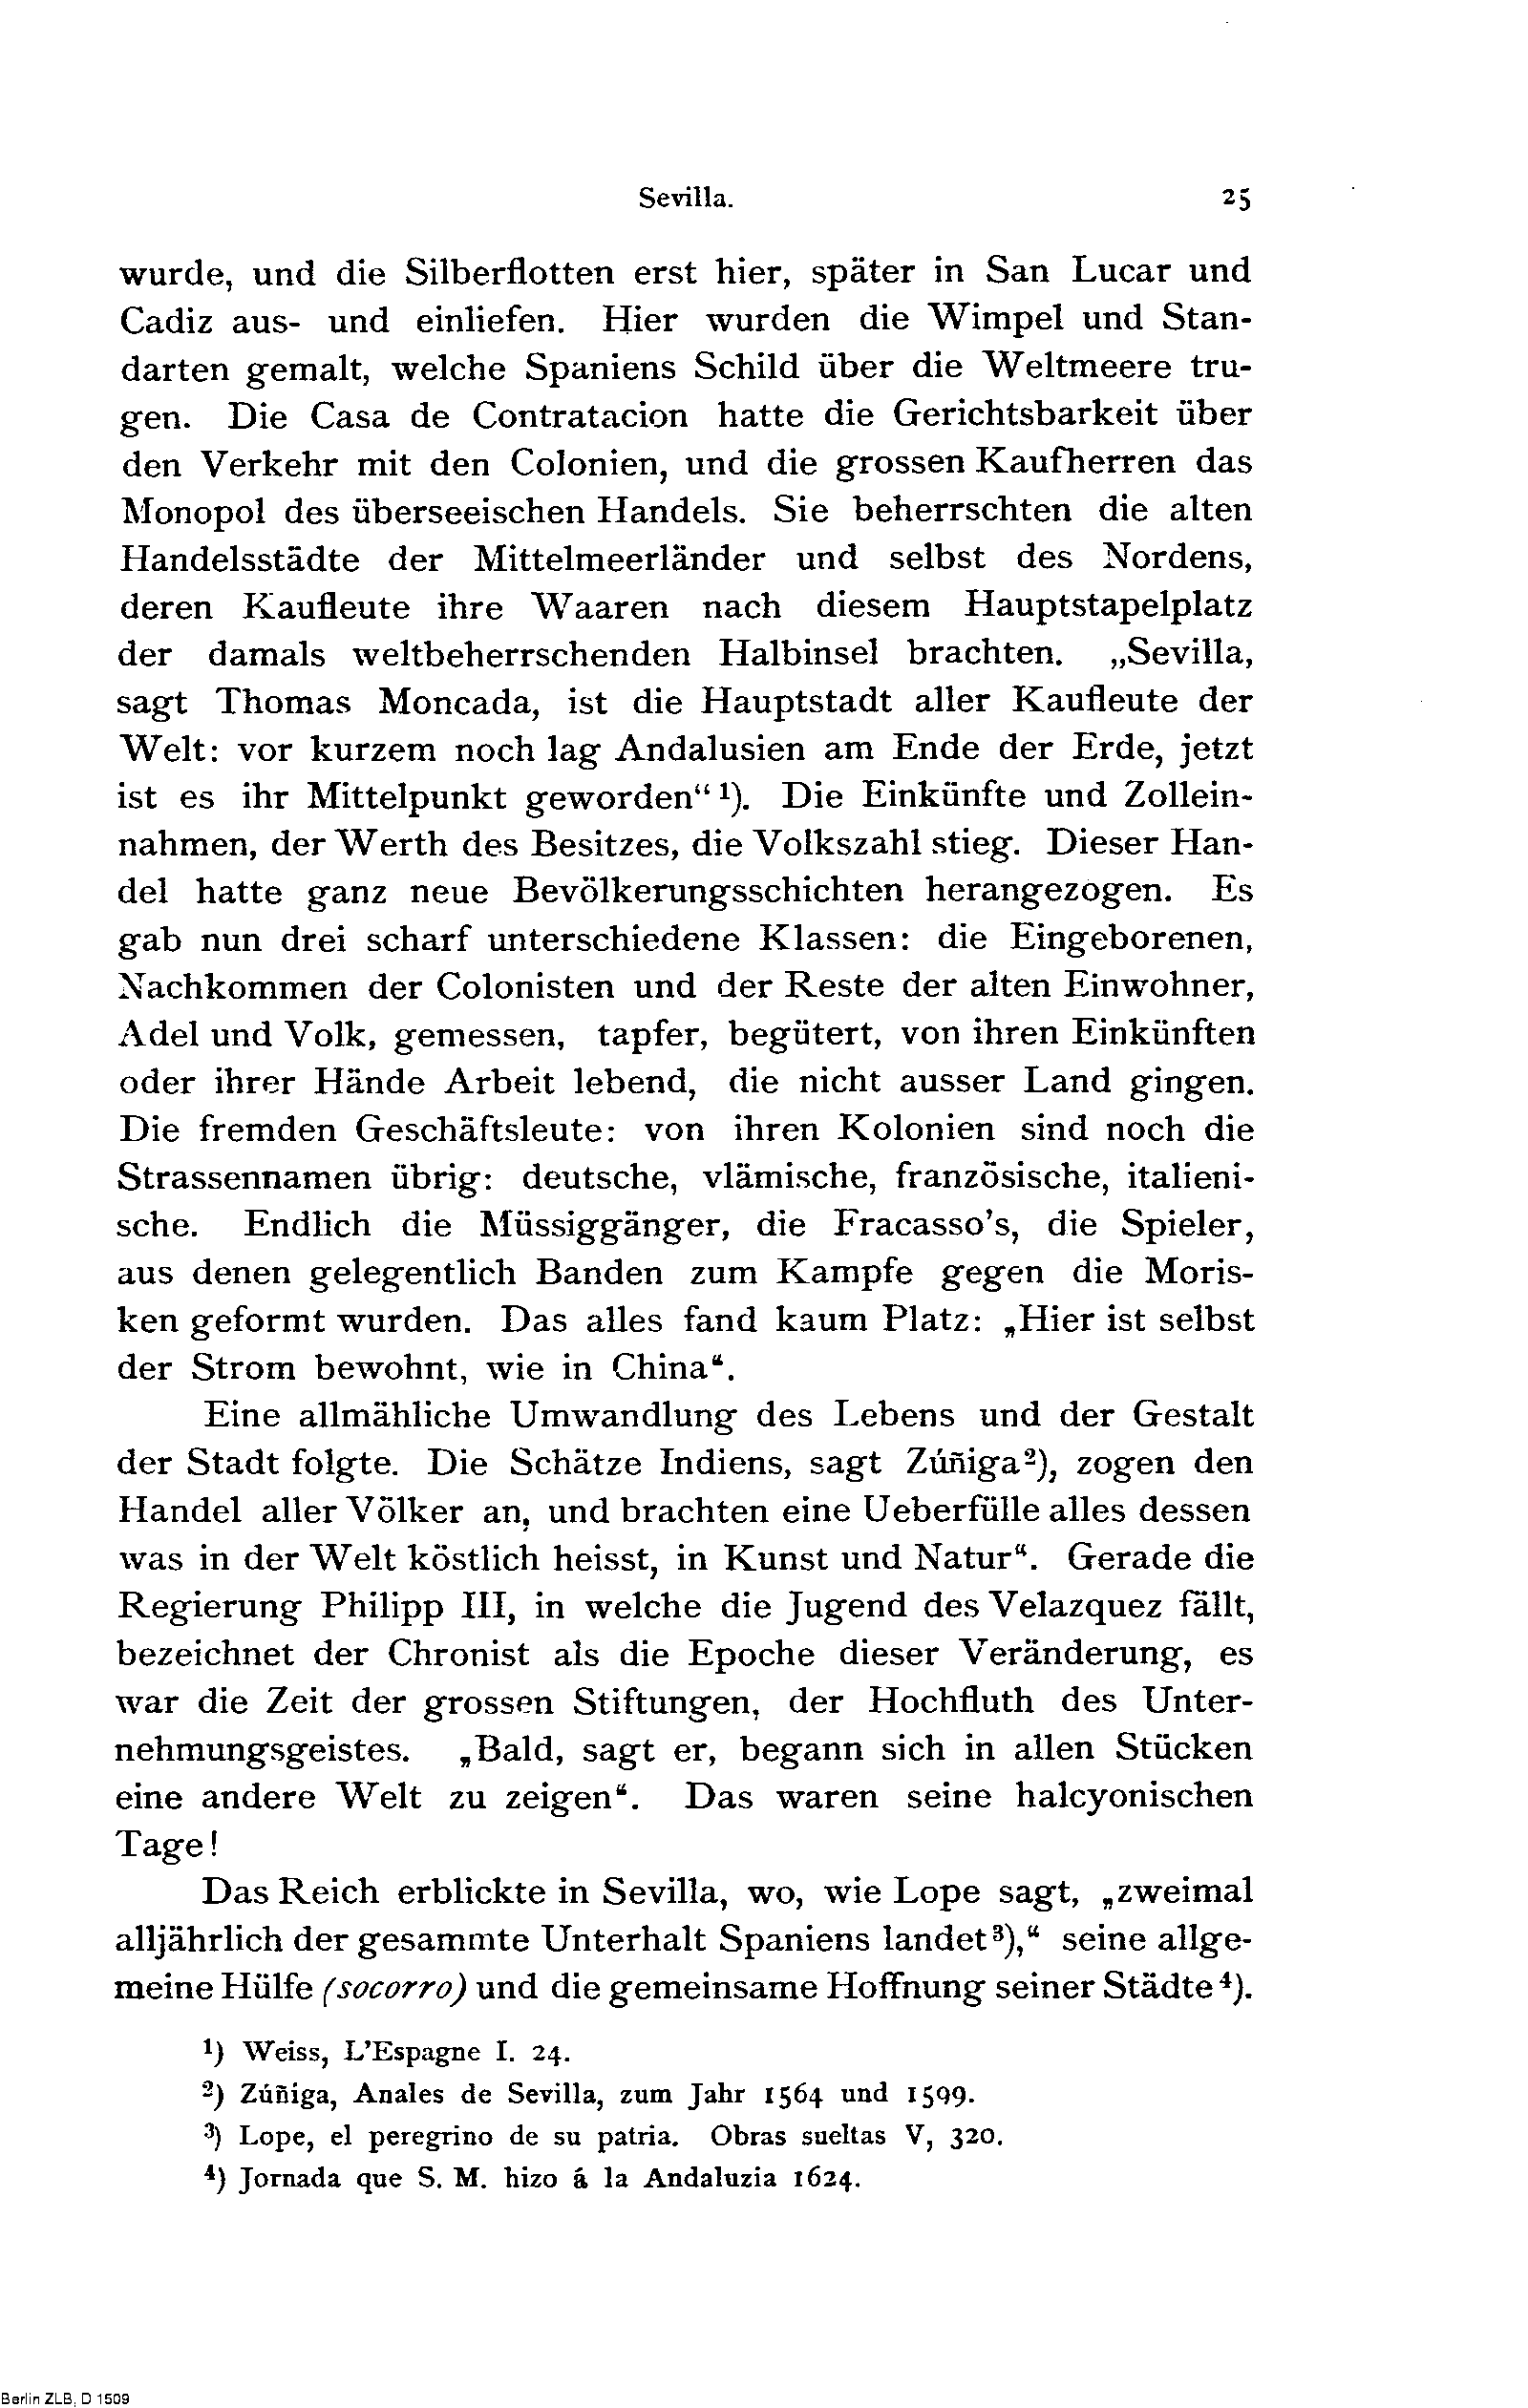 Sevilla. 25
wurde, und die Silberflotten erst hier, später in San Lucar und
Cadiz aus- und einliefen. Hier wurden die Wimpel und Stan-
darten gemalt, welche Spaniens Schild über die Weltmeere tru-
gen. Die Casa de Contratacion hatte die Gerichtsbarkeit über
den Verkehr mit den Colonien, und die grossen Kaufherren das
Monopol des überseeischen Handels. Sie beherrschten die alten
Handelsstädte der Mittelmeerländer und selbst des Nordens,
deren Kaufleute ihre Waaren nach diesem Hauptstapelplatz
der damals weltbeherrschenden Halbinsel brachten. „Sevilla,
sagt Thomas Moncada, ist die Hauptstadt aller Kaufleute der
Welt: vor kurzem noch lag Andalusien am Ende der Erde, jetzt
ist es ihr Mittelpunkt geworden“ ¹). Die Einkünfte und Zollein-
nahmen, der Werth des Besitzes, die Volkszahl stieg. Dieser Han-
del hatte ganz neue Bevölkerungsschichten herangezogen. Es
gab nun drei scharf unterschiedene Klassen: die Eingeborenen,
Nachkommen der Colonisten und der Reste der alten Einwohner,
Adel und Volk, gemessen, tapfer, begütert, von ihren Einkünften
oder ihrer Hände Arbeit lebend, die nicht ausser Land gingen.
Die fremden Geschäftsleute: von ihren Kolonien sind noch die
Strassennamen übrig: deutsche, vlämische, französische, italieni-
sche. Endlich die Müssiggänger, die Fracasso’s, die Spieler,
aus denen gelegentlich Banden zum Kampfe gegen die Moris-
ken geformt wurden. Das alles fand kaum Platz: „Hier ist selbst
der Strom bewohnt, wie in China“.
Eine allmähliche Umwandlung des Lebens und der Gestalt
der Stadt folgte. Die Schätze Indiens, sagt Zúñiga²), zogen den
Handel aller Völker an, und brachten eine Ueberfülle alles dessen
was in der Welt köstlich heisst, in Kunst und Natur“. Gerade die
Regierung Philipp III, in welche die Jugend des Velazquez fällt,
bezeichnet der Chronist als die Epoche dieser Veränderung, es
war die Zeit der grossen Stiftungen, der Hochfluth des Unter-
nehmungsgeistes. „Bald, sagt er, begann sich in allen Stücken
eine andere Welt zu zeigen“. Das waren seine halcyonischen
Tage!
Das Reich erblickte in Sevilla, wo, wie Lope sagt, „zweimal
alljährlich der gesammte Unterhalt Spaniens landet³),“ seine allge-
meine Hülfe (socorro) und die gemeinsame Hoffnung seiner Städte⁴).
¹) Weiss, L’Espagne I. 24.
²) Zúñiga, Anales de Sevilla, zum Jahr 1564 und 1599.
³) Lope, el peregrino de su patria. Obras sueltas V, 320.
⁴) Jornada que S. M. hizo á la Andaluzia 1624.
Berlin ZLB, D 1509